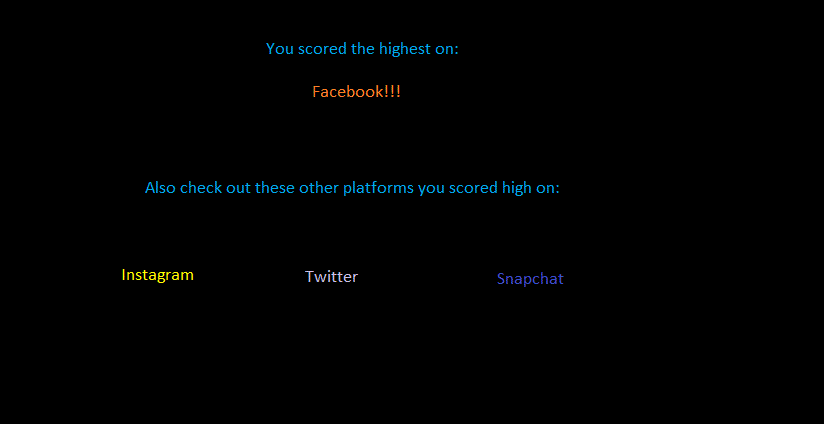 You scored the highest on:
Facebook!!!
Also check out these other platforms you scored high on:
Instagram Twitter Snapchat